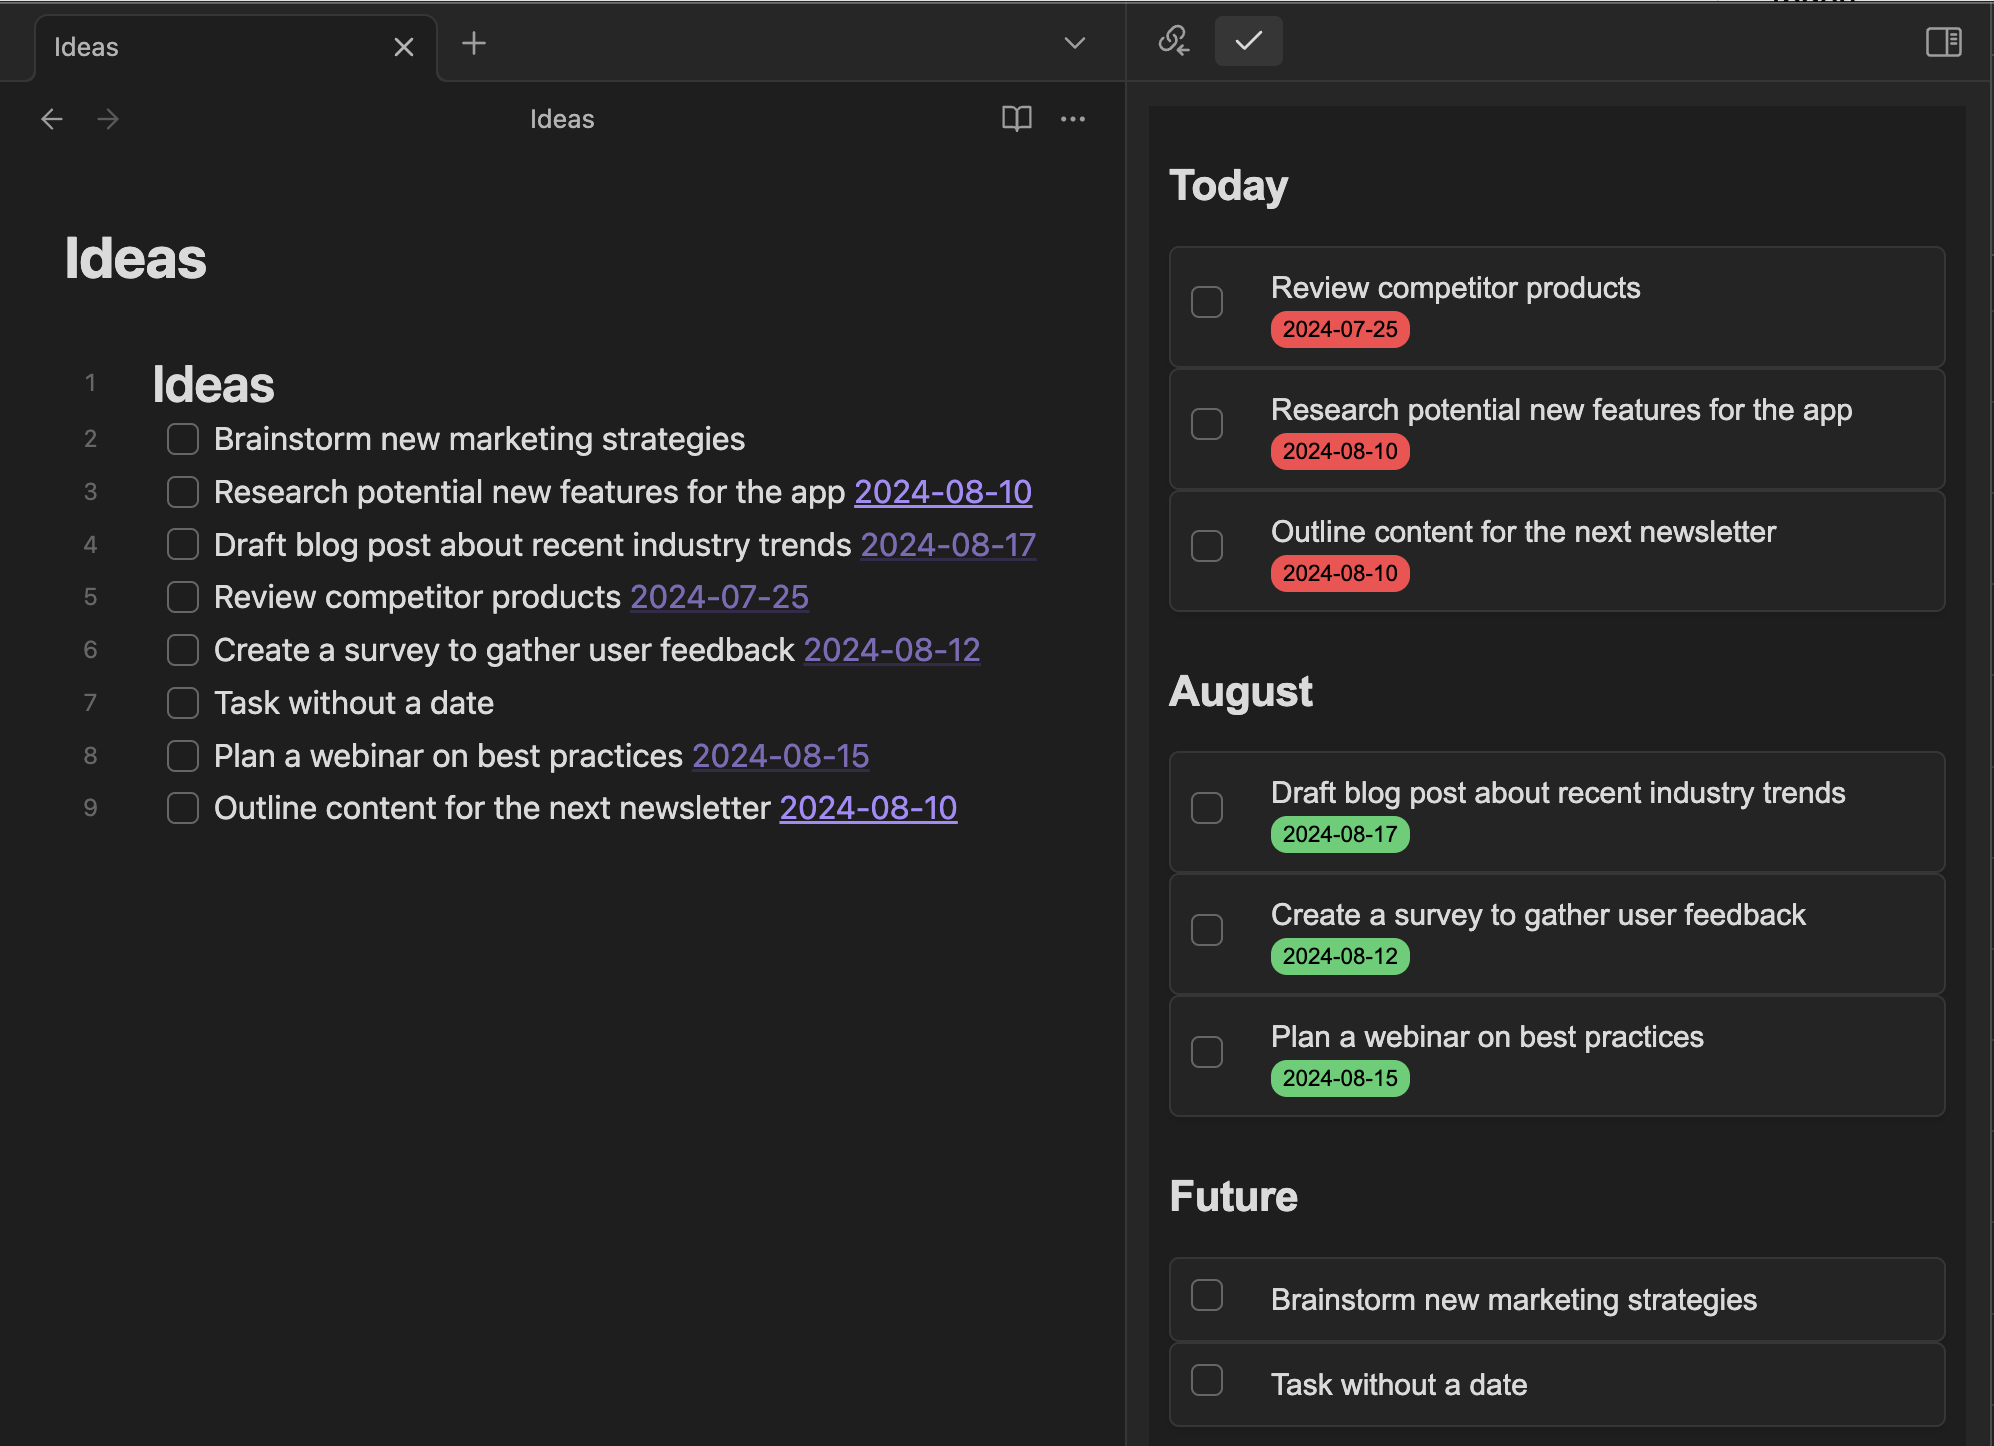 Ideas
Ideas
Ideas
1 Ideas
2 Brainstorm new marketing strategies
3 Research potential new features for the app 2024-08-10
4 Draft blog post about recent industry trends 2024-08-17
5 Review competitor products 2024-07-25
6 Create a survey to gather user feedback 2024-08-12
7 Task without a date
8 Plan a webinar on best practices 2024-08-15
9 Outline content for the next newsletter 2024-08-10
Today
Review competitor products
2024-07-25
Research potential new features for the app
2024-08-10
Outline content for the next newsletter
2024-08-10
August
Draft blog post about recent industry trends
2024-08-17
Create a survey to gather user feedback
2024-08-12
Plan a webinar on best practices
2024-08-15
Future
Brainstorm new marketing strategies
Task without a date